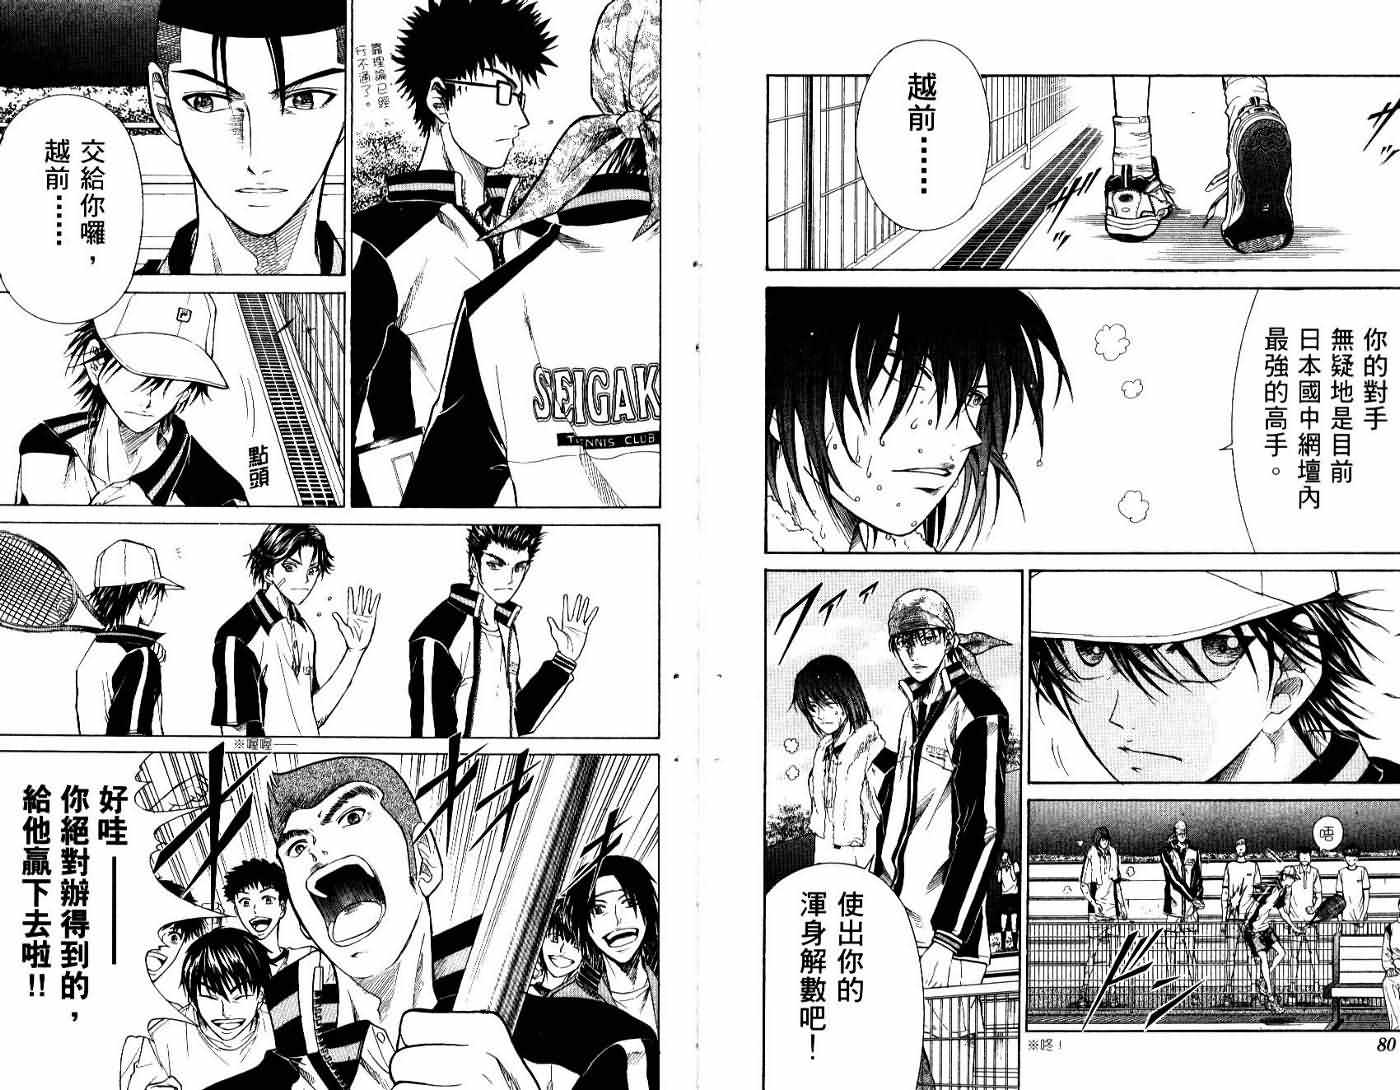 越前……
你的對手
無疑地是目前
日本國中網壇內
最強的高手。
唔
※咚！
80
使出你的
渾身解數吧！
靠理論已經
行不通了。
SEIGAK
TENNIS CLUB
交給你囉，
越前……
點頭
※喔喔——
好哇——
你絕對辦得到的，
給他贏下去啦!!